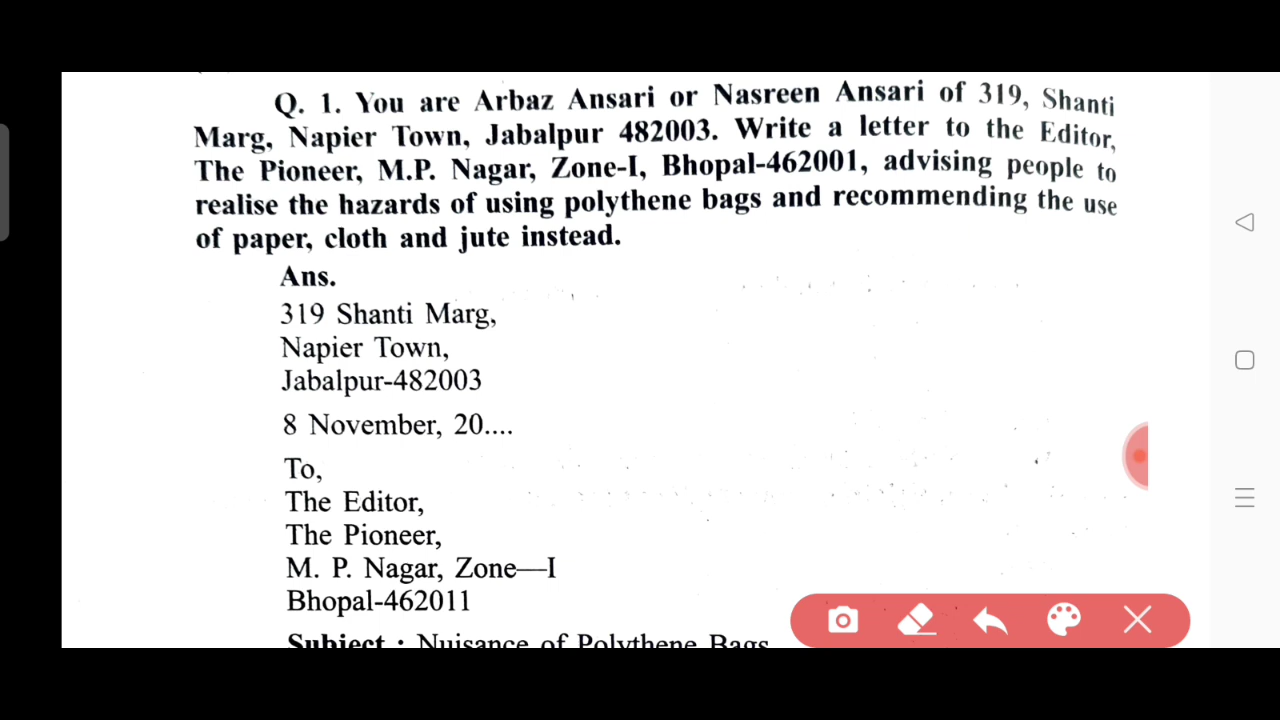 Q. 1. You are Arbaz Ansari or Nasreen Ansari of 319, Shanti
Marg, Napier Town, Jabalpur 482003. Write a letter to the Editor,
The Pioneer, M.P. Nagar, Zone-I, Bhopal-462001, advising people to
realise the hazards of using polythene bags and recommending the use
of paper, cloth and jute instead.
Ans.
319 Shanti Marg,
Napier Town,
Jabalpur-482003
8 November, 20....
To,
The Editor,
The Pioneer,
M. P. Nagar, Zone—I
Bhopal-462011
Subject : Nuisance of Polythene Bags